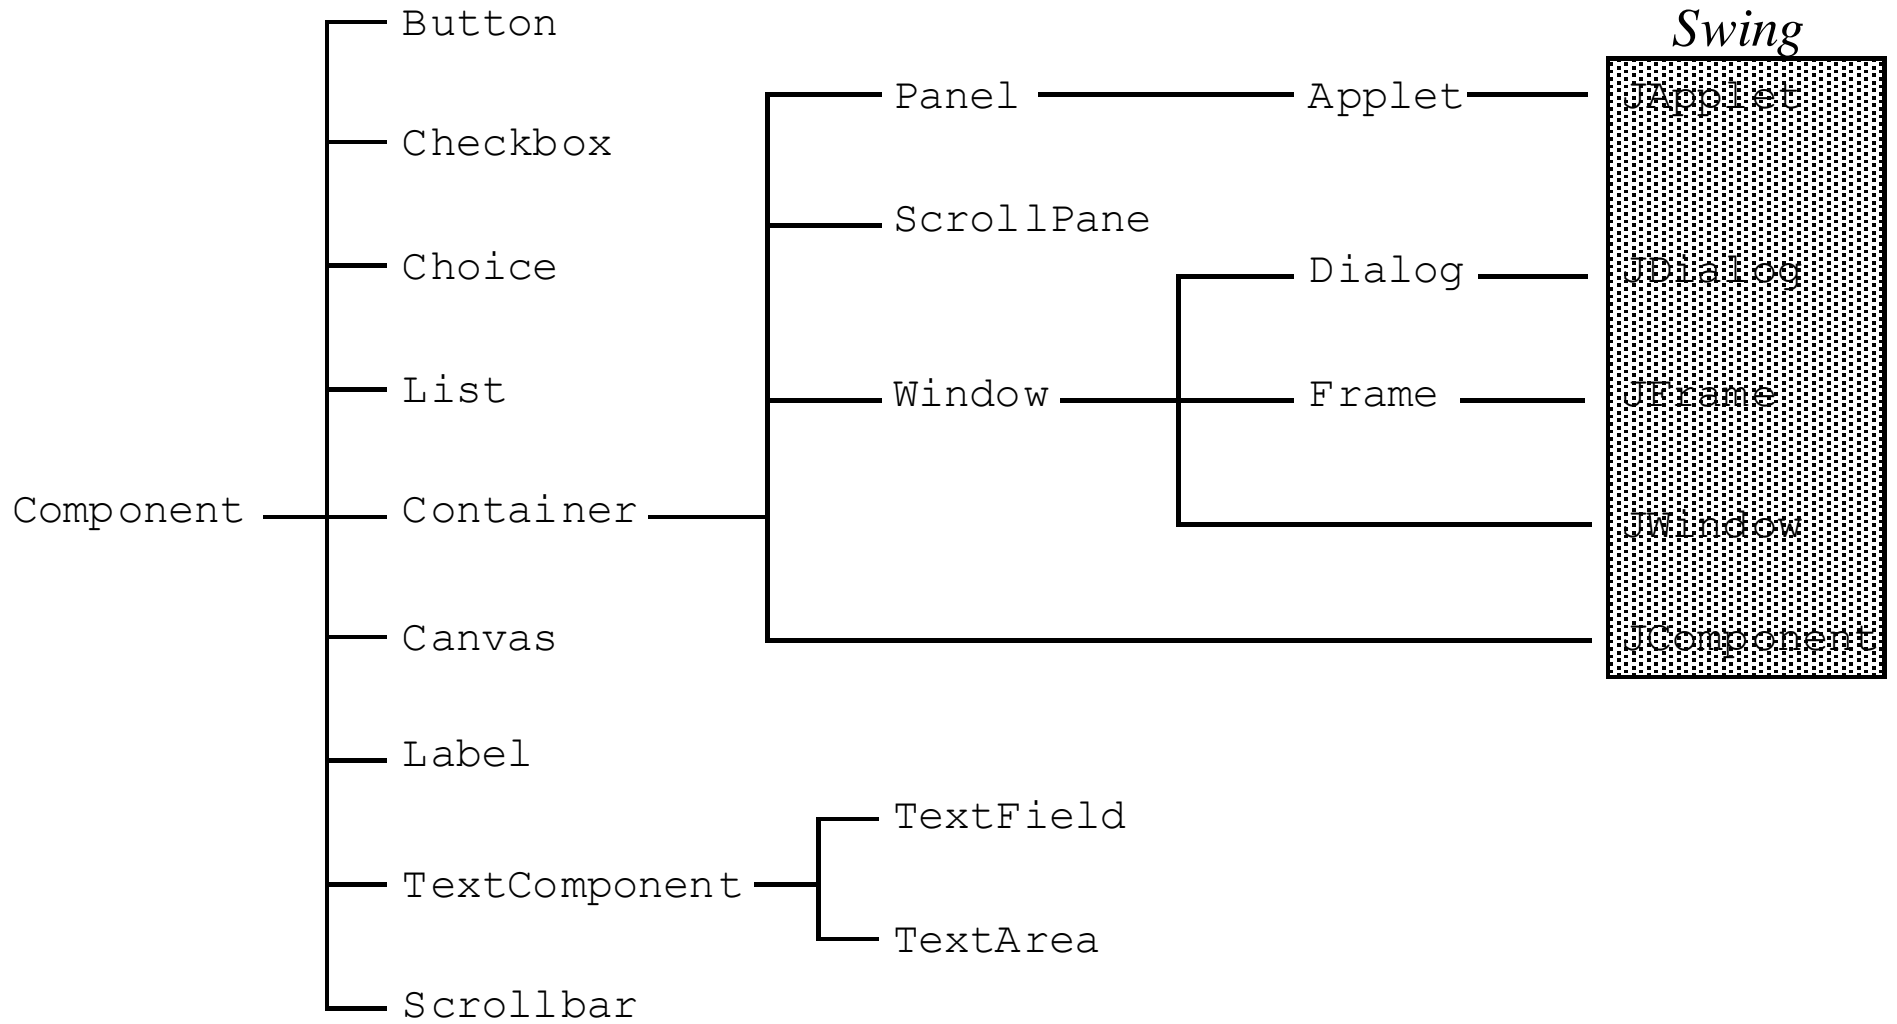 Swing
Button
Panel Applet JApplet
Checkbox
ScrollPane
Choice Dialog JDialog
List Window Frame JFrame
Component Container JWindow
Canvas JComponent
Label
TextField
TextComponent
TextArea
Scrollbar